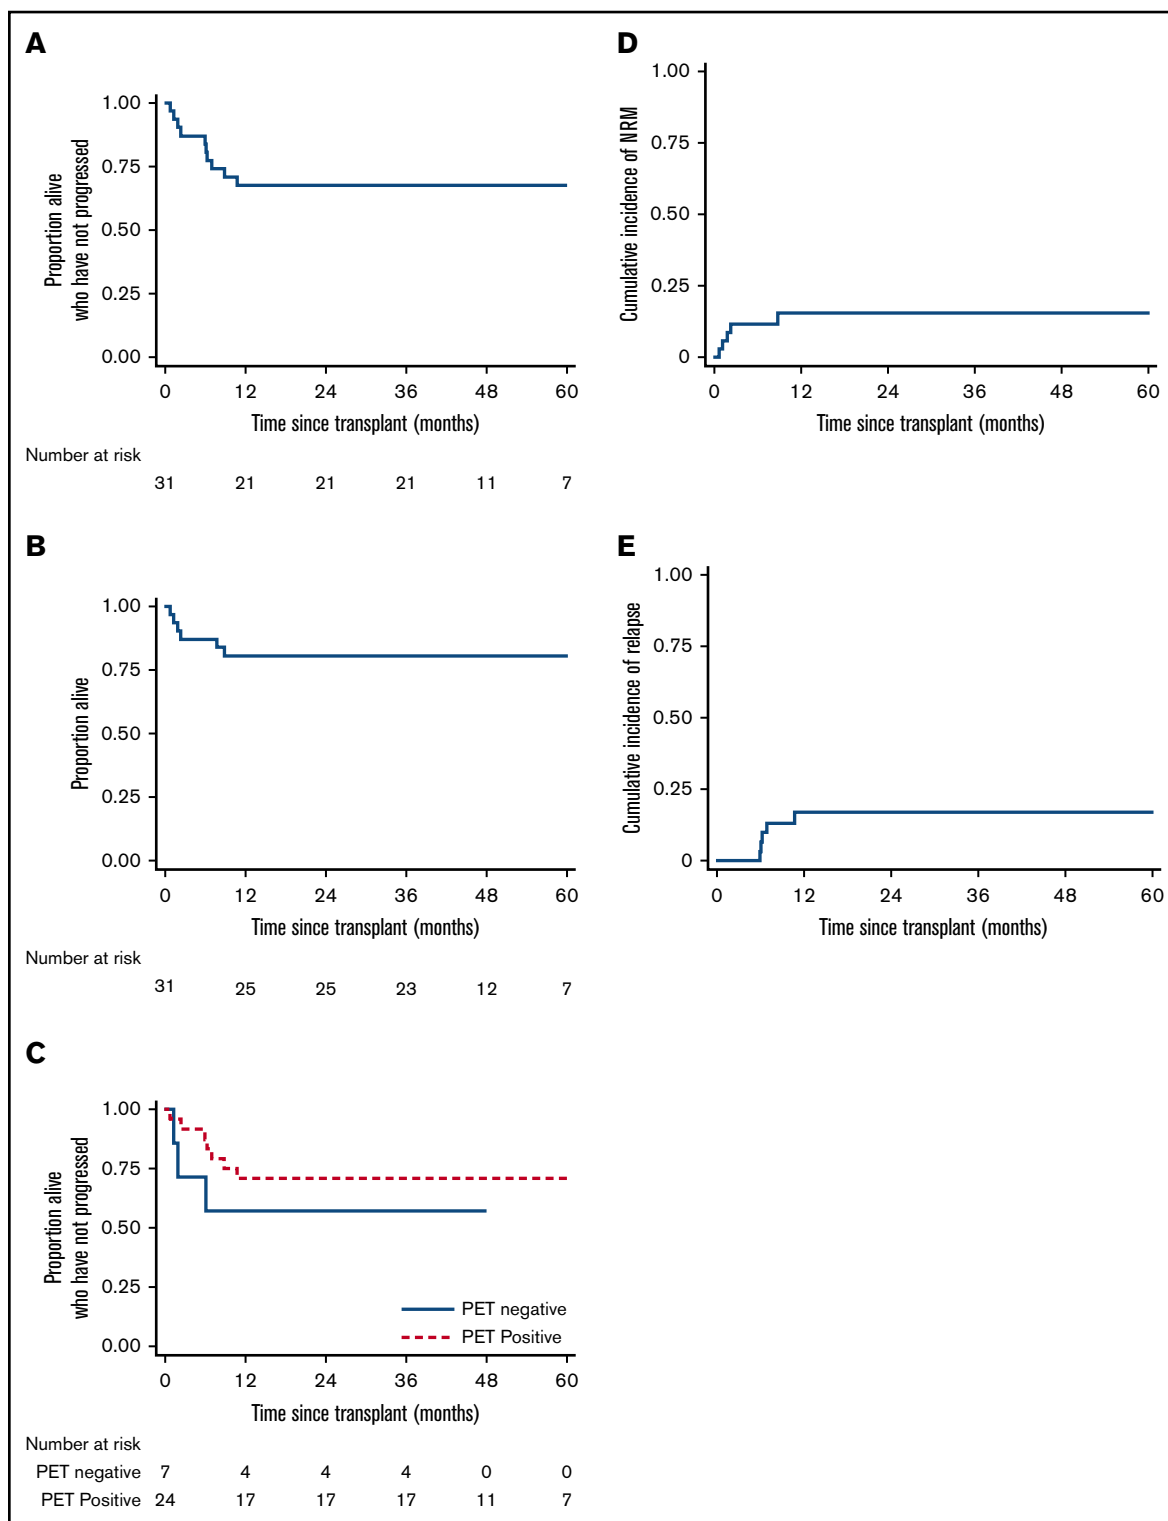 A
Proportion alive
who have not progressed
1.00
0.75
0.50
0.25
0.00
0 12 24 36 48 60
Time since transplant (months)
Number at risk
31 21 21 21 11 7
B
Proportion alive
1.00
0.75
0.50
0.25
0.00
0 12 24 36 48 60
Time since transplant (months)
Number at risk
31 25 25 23 12 7
C
Proportion alive
who have not progressed
1.00
0.75
0.50
0.25
0.00
PET negative
PET Positive
0 12 24 36 48 60
Time since transplant (months)
Number at risk
PET negative 7 4 4 4 0 0
PET Positive 24 17 17 17 11 7
D
Cumulative incidence of NRM
1.00
0.75
0.50
0.25
0
0 12 24 36 48 60
Time since transplant (months)
E
Cumulative incidence of relapse
1.00
0.75
0.50
0.25
0
0 12 24 36 48 60
Time since transplant (months)